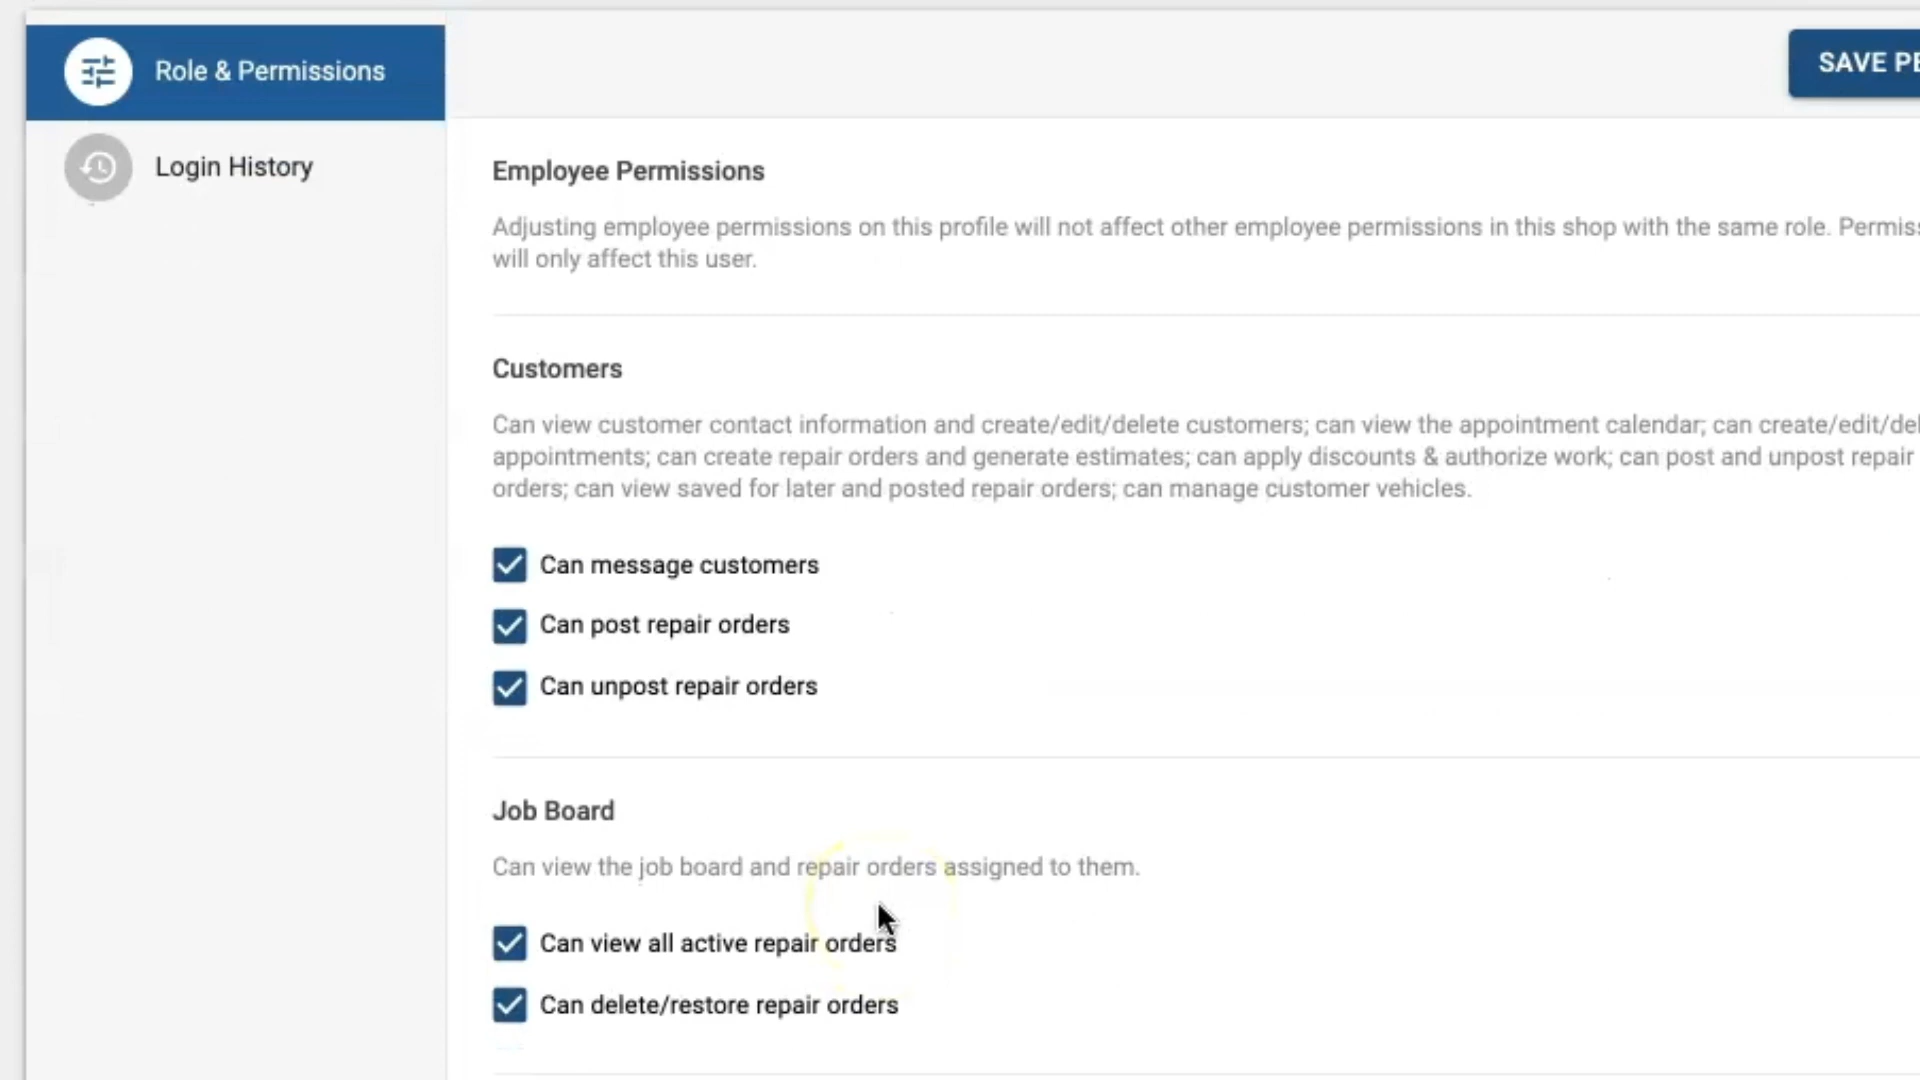 Role & Permissions
SAVE
Login History
Employee Permissions
Adjusting employee permissions on this profile will not affect other employee permissions in this shop with the same role.
will only affect this user.
Customers
Can view customer contact information and create/edit/delete customers; can view the appointment calendar; can create/edit/
appointments; can create repair orders and generate estimates; can apply discounts & authorize work; can post and unpost repair
orders; can view saved for later and posted repair orders; can manage customer vehicles.
Can message customers
Can post repair orders
Can unpost repair orders
Job Board
Can view the job board and repair orders assigned to them.
Can view all active repair orders
Can delete/restore repair orders